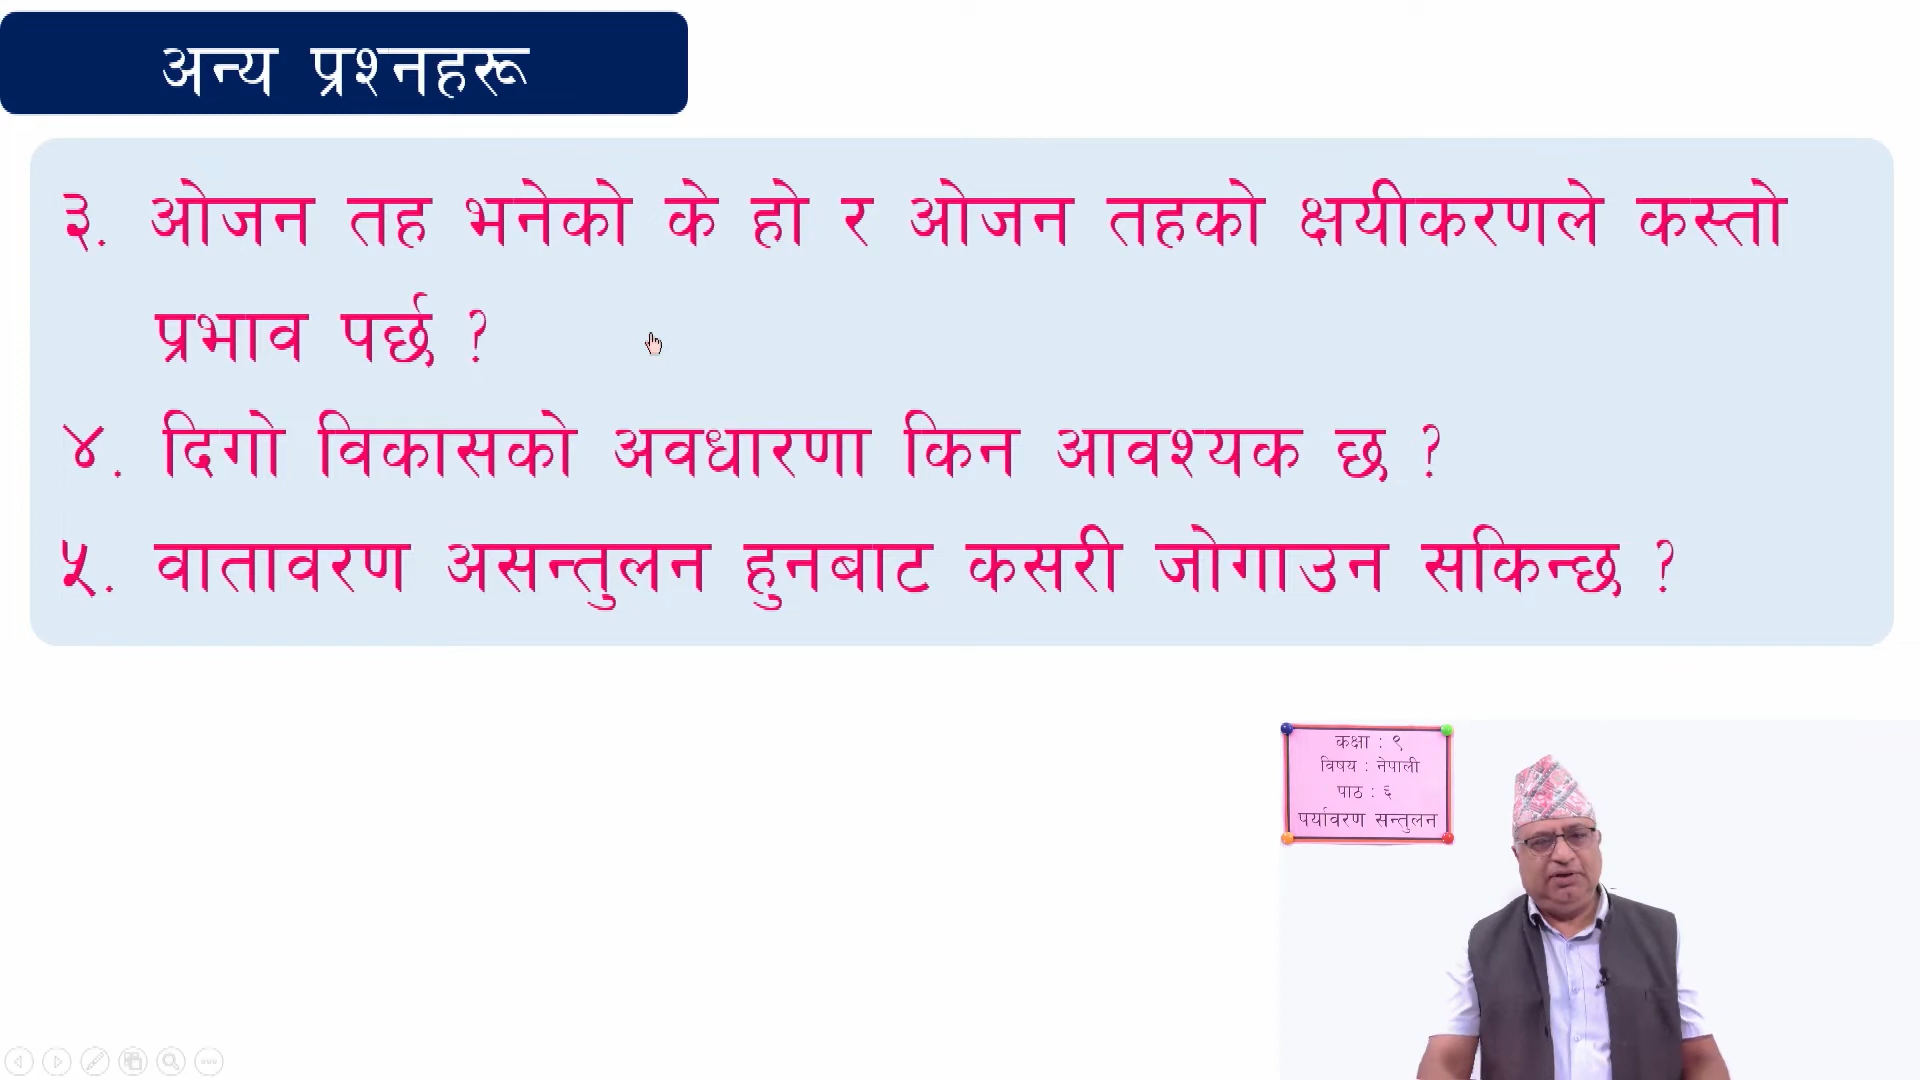 अन्य प्रश्नहरू
३. ओजन तह भनेको के हो र ओजन तहको क्षयीकरणले कस्तो
प्रभाव पर्छ ?
४. दिगो विकासको अवधारणा किन आवश्यक छ ?
५. वातावरण असन्तुलन हुनबाट कसरी जोगाउन सकिन्छ ?
कक्षा : ९
विषय : नेपाली
पाठ : ६
पर्यावरण सन्तुलन